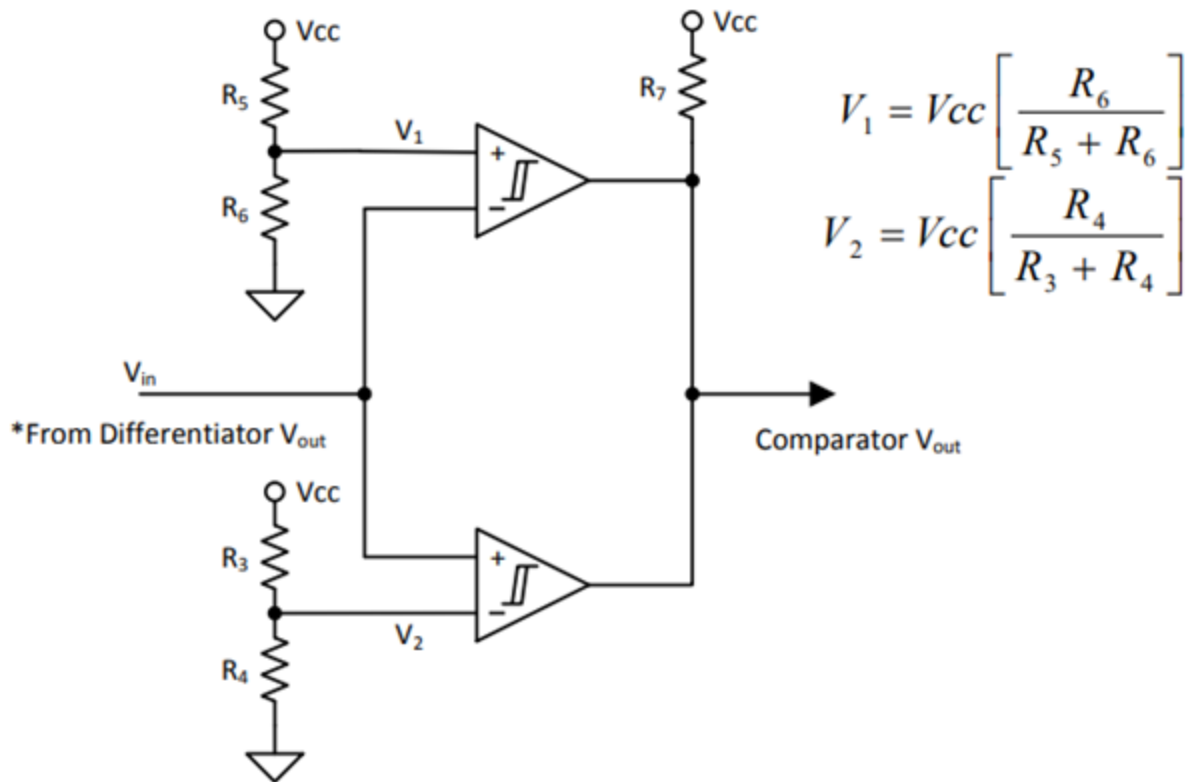 Vcc
Vcc
R₅
R₇
V₁
+
−
R₆
V₁ = Vcc [ R₆ / (R₅ + R₆) ]
V₂ = Vcc [ R₄ / (R₃ + R₄) ]
Vin
*From Differentiator Vout
Comparator Vout
Vcc
R₃
+
−
V₂
R₄